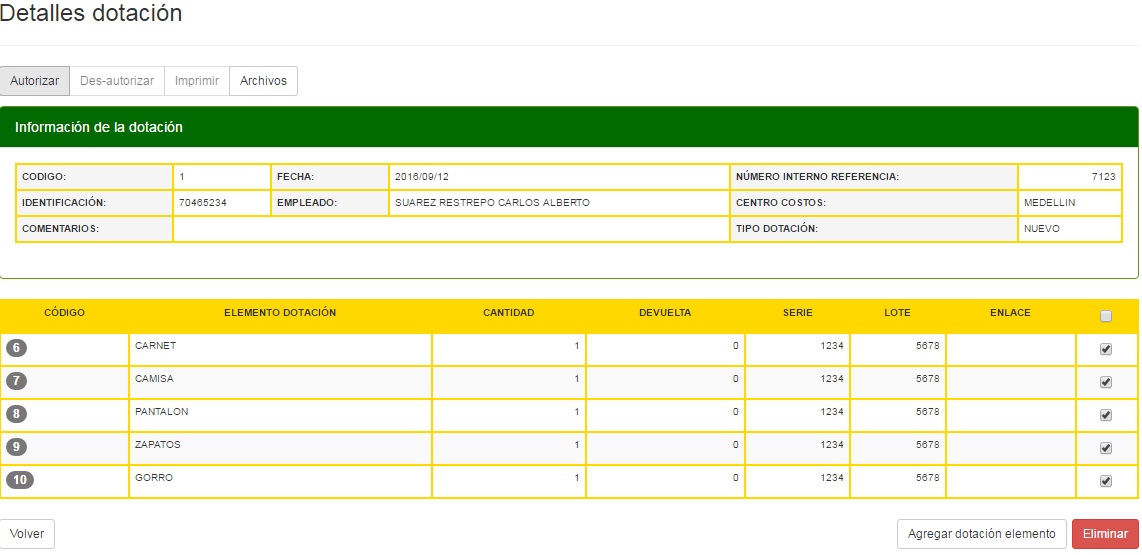 Detalles dotación
Autorizar Des-autorizar Imprimir Archivos
Información de la dotación
CODIGO: 1 FECHA: 2016/09/12 NÚMERO INTERNO REFERENCIA: 7123
IDENTIFICACIÓN: 70465234 EMPLEADO: SUAREZ RESTREPO CARLOS ALBERTO CENTRO COSTOS: MEDELLIN
COMENTARIOS: TIPO DOTACIÓN: NUEVO
CÓDIGO ELEMENTO DOTACIÓN CANTIDAD DEVUELTA SERIE LOTE ENLACE
6 CARNET 1 0 1234 5678
7 CAMISA 1 0 1234 5678
8 PANTALON 1 0 1234 5678
9 ZAPATOS 1 0 1234 5678
10 GORRO 1 0 1234 5678
Volver Agregar dotación elemento Eliminar